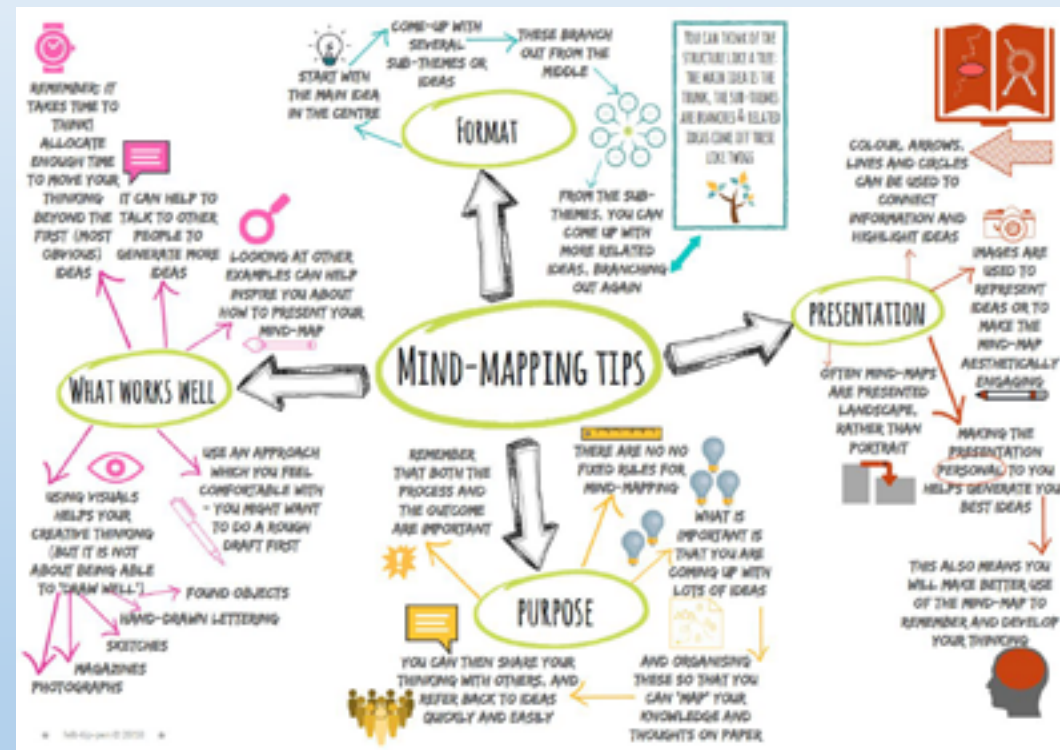 MIND-MAPPING TIPS
FORMAT
START WITH
THE MAIN IDEA
IN THE CENTRE
COME-UP WITH
SEVERAL
SUB-THEMES OR
IDEAS
THESE BRANCH
OUT FROM THE
MIDDLE
FROM THE SUB-
THEMES, YOU CAN
COME UP WITH
MORE RELATED
IDEAS, BRANCHING
OUT AGAIN
YOU CAN THINK OF THE
STRUCTURE LIKE A TREE:
THE MAIN IDEA IS THE
TRUNK, THE SUB-THEMES
ARE BRANCHES & RELATED
IDEAS COME OFF THESE
LIKE TWIGS
PRESENTATION
COLOUR, ARROWS,
LINES AND CIRCLES
CAN BE USED TO
CONNECT
INFORMATION AND
HIGHLIGHT IDEAS
IMAGES ARE
USED TO
REPRESENT
IDEAS OR TO
MAKE THE
MIND-MAP
AESTHETICALLY
ENGAGING
OFTEN MIND-MAPS
ARE PRESENTED
LANDSCAPE,
RATHER THAN
PORTRAIT
MAKING THE
PRESENTATION
PERSONAL TO YOU
HELPS GENERATE YOU
BEST IDEAS
THIS ALSO MEANS YOU
WILL MAKE BETTER USE
OF THE MIND-MAP TO
REMEMBER AND DEVELOP
YOUR THINKING
PURPOSE
REMEMBER
THAT BOTH THE
PROCESS AND
THE OUTCOME
ARE IMPORTANT
THERE ARE NO NO
FIXED RULES FOR
MIND-MAPPING
WHAT IS
IMPORTANT IS
THAT YOU ARE
COMING UP WITH
LOTS OF IDEAS
AND ORGANISING
THESE SO THAT YOU
CAN 'MAP' YOUR
KNOWLEDGE AND
THOUGHTS ON PAPER
YOU CAN THEN SHARE YOUR
THINKING WITH OTHERS, AND
REFER BACK TO IDEAS
QUICKLY AND EASILY
WHAT WORKS WELL
REMEMBER: IT
TAKES TIME TO
THINK!
ALLOCATE
ENOUGH TIME
TO MOVE YOUR
THINKING
BEYOND THE
FIRST (MOST
OBVIOUS)
IDEAS
IT CAN HELP TO
TALK TO OTHER
PEOPLE TO
GENERATE MORE
IDEAS
LOOKING AT OTHER
EXAMPLES CAN HELP
INSPIRE YOU ABOUT
HOW TO PRESENT YOUR
MIND-MAP
USE AN APPROACH
WHICH YOU FEEL
COMFORTABLE WITH
- YOU MIGHT WANT
TO DO A ROUGH
DRAFT FIRST
USING VISUALS
HELPS YOUR
CREATIVE THINKING
(BUT IT IS NOT
ABOUT BEING ABLE
TO 'DRAW WELL')
FOUND OBJECTS
HAND-DRAWN LETTERING
SKETCHES
MAGAZINES
PHOTOGRAPHS